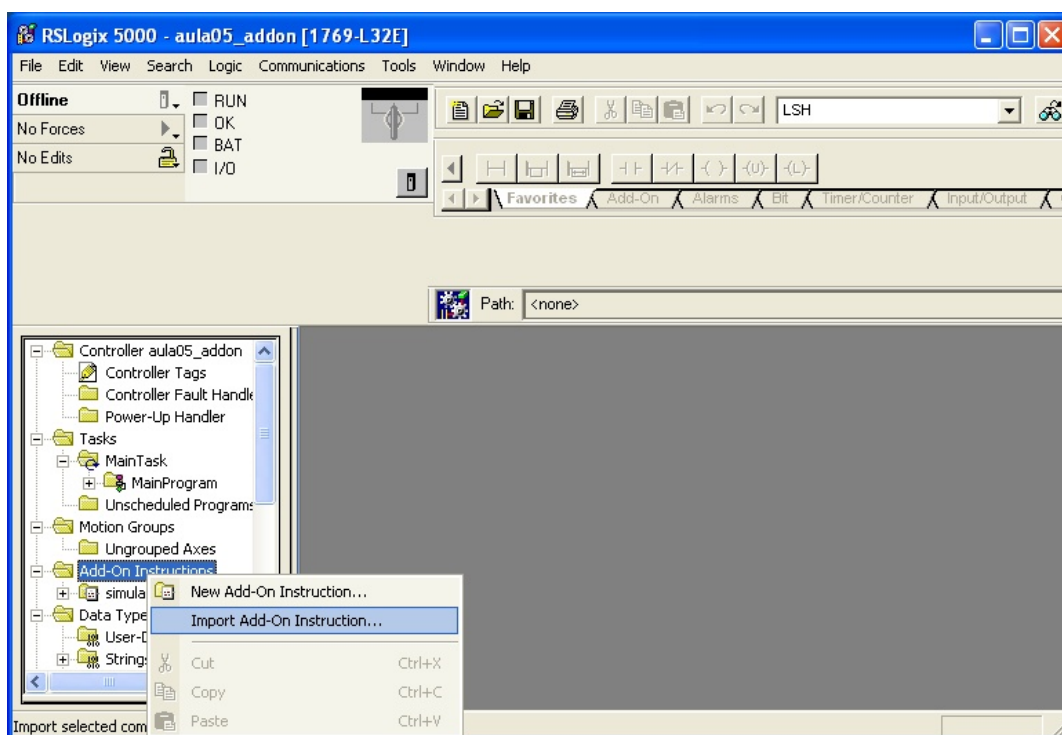 RSLogix 5000 - aula05_addon [1769-L32E]
File Edit View Search Logic Communications Tools Window Help
Offline
RUN
No Forces
OK
No Edits
BAT
I/O
LSH
Favorites Add-On Alarms Bit Timer/Counter Input/Output
Path: <none>
Controller aula05_addon
Controller Tags
Controller Fault Handle
Power-Up Handler
Tasks
MainTask
MainProgram
Unscheduled Programs
Motion Groups
Ungrouped Axes
Add-On Instructions
simula
Data Type
User-D
Strings
New Add-On Instruction...
Import Add-On Instruction...
Cut Ctrl+X
Copy Ctrl+C
Paste Ctrl+V
Import selected com